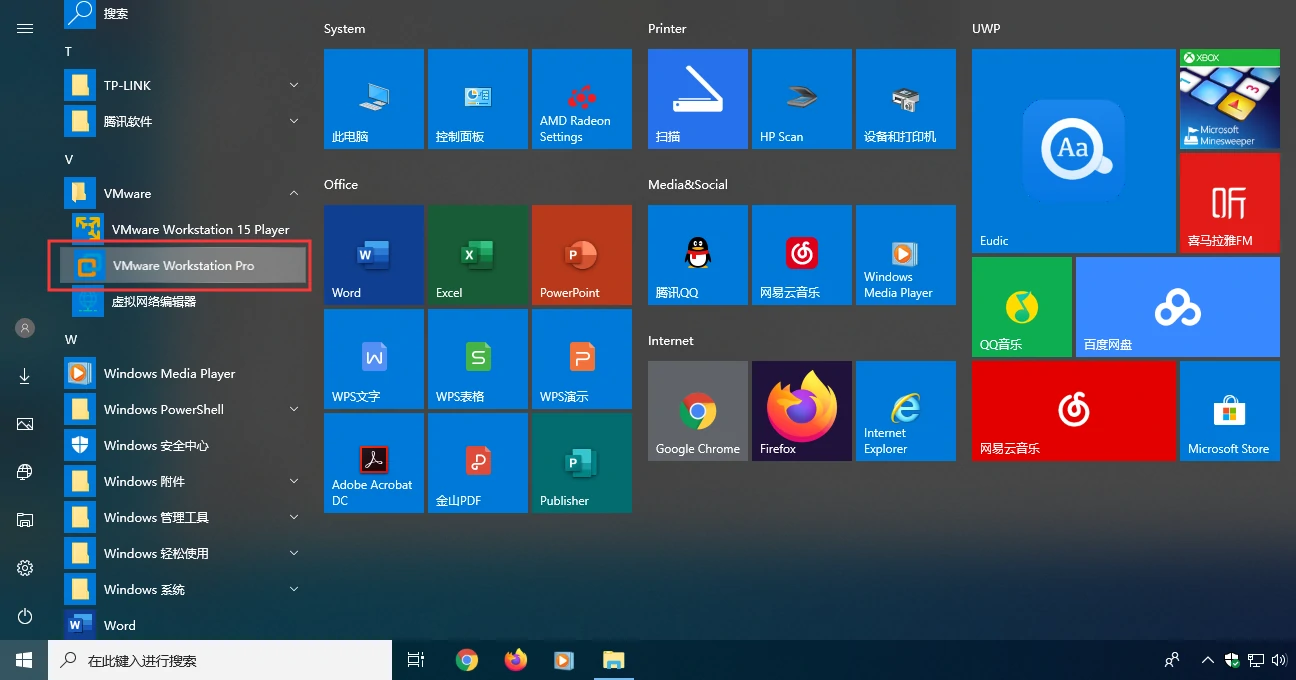 搜索
T
TP-LINK
腾讯软件
V
VMware
VMware Workstation 15 Player
VMware Workstation Pro
虚拟网络编辑器
W
Windows Media Player
Windows PowerShell
Windows 安全中心
Windows 附件
Windows 管理工具
Windows 轻松使用
Windows 系统
Word
System
此电脑
控制面板
AMD Radeon
Settings
Office
Word
Excel
PowerPoint
WPS文字
WPS表格
WPS演示
Adobe Acrobat
DC
金山PDF
Publisher
Printer
扫描
HP Scan
设备和打印机
Media&Social
腾讯QQ
网易云音乐
Windows
Media Player
Internet
Google Chrome
Firefox
Internet
Explorer
UWP
Aa
Eudic
XBOX
Microsoft
Minesweeper
听
喜马拉雅FM
QQ音乐
百度网盘
网易云音乐
Microsoft Store
在此键入进行搜索